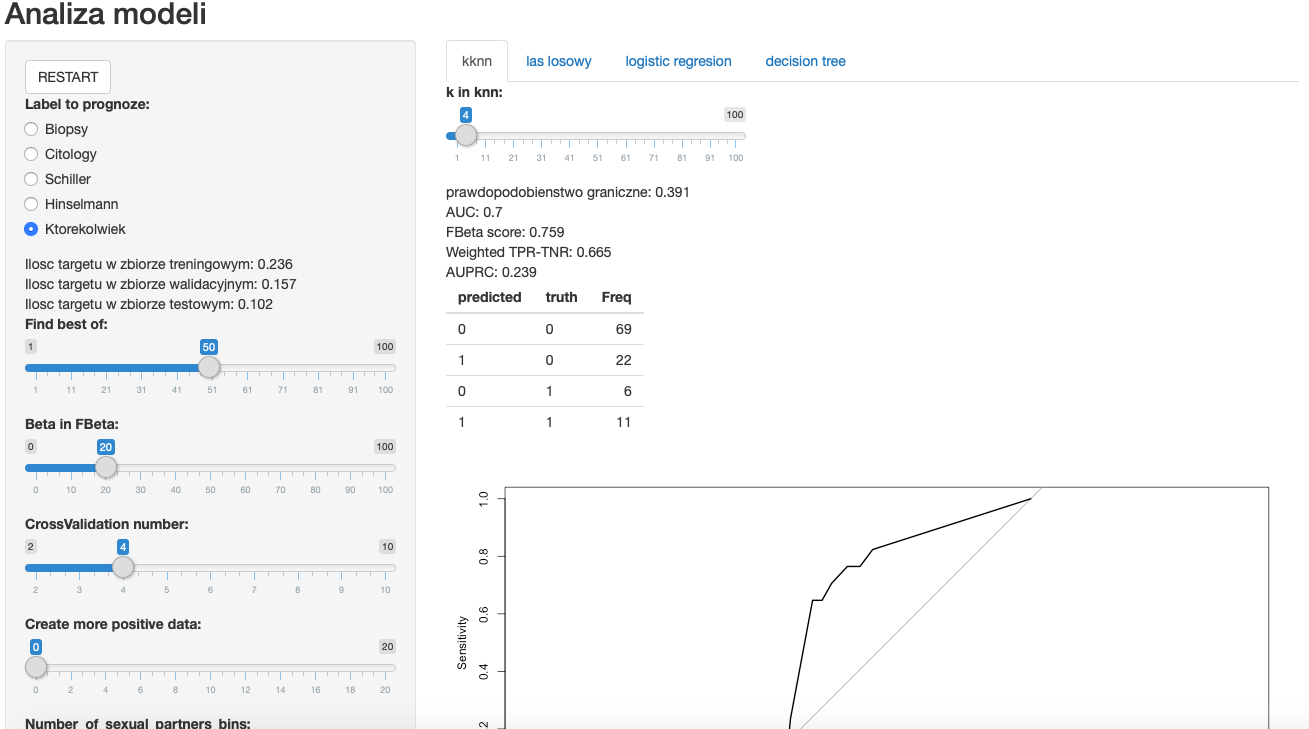 Analiza modeli
RESTART
Label to prognoze:
Biopsy
Citology
Schiller
Hinselmann
Ktorekolwiek
Ilosc targetu w zbiorze treningowym: 0.236
Ilosc targetu w zbiorze walidacyjnym: 0.157
Ilosc targetu w zbiorze testowym: 0.102
Find best of:
1 50 100
1 11 21 31 41 51 61 71 81 91 100
Beta in FBeta:
0 20 100
0 10 20 30 40 50 60 70 80 90 100
CrossValidation number:
2 4 10
2 3 4 5 6 7 8 9 10
Create more positive data:
0 20
0 2 4 6 8 10 12 14 16 18 20
Number_of_sexual_partners_bins:
kknn las losowy logistic regresion decision tree
k in knn:
4 100
1 11 21 31 41 51 61 71 81 91 100
prawdopodobienstwo graniczne: 0.391
AUC: 0.7
FBeta score: 0.759
Weighted TPR-TNR: 0.665
AUPRC: 0.239
predicted truth Freq
0 0 69
1 0 22
0 1 6
1 1 11
Sensitivity
1.0
0.8
0.6
0.4